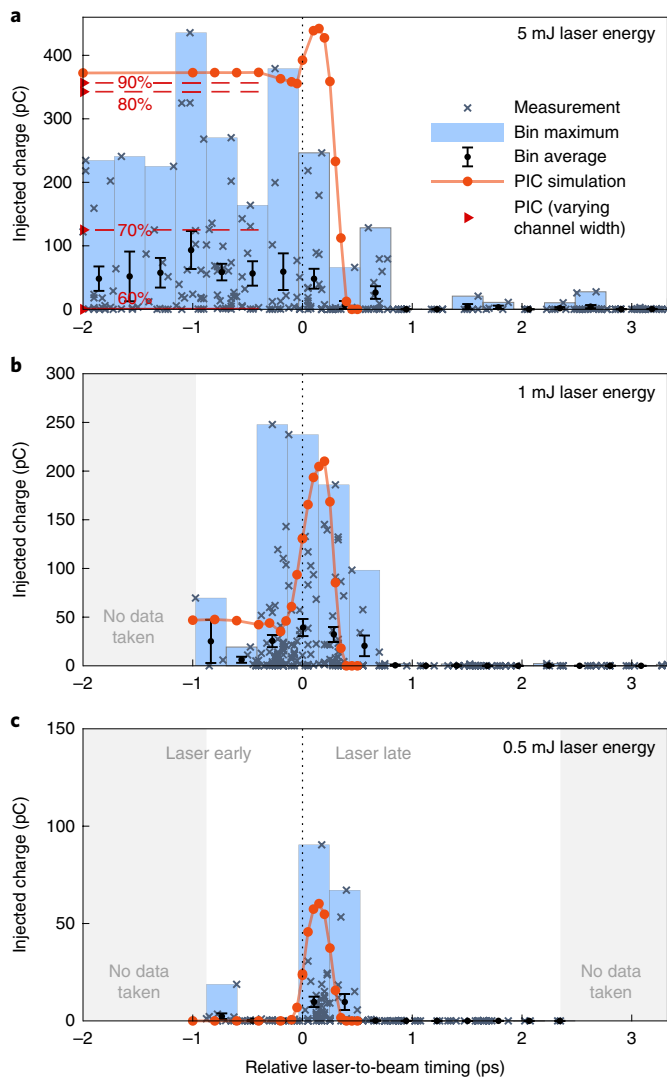 a
5 mJ laser energy
400
300
200
100
0
Injected charge (pC)
90%
80%
70%
60%
Measurement
Bin maximum
Bin average
PIC simulation
PIC (varying
channel width)
−2
−1
0
1
2
3
b
1 mJ laser energy
300
250
200
150
100
50
0
Injected charge (pC)
No data
taken
−2
−1
0
1
2
3
c
0.5 mJ laser energy
150
100
50
0
Injected charge (pC)
Laser early
Laser late
No data
taken
No data
taken
−2
−1
0
1
2
3
Relative laser-to-beam timing (ps)